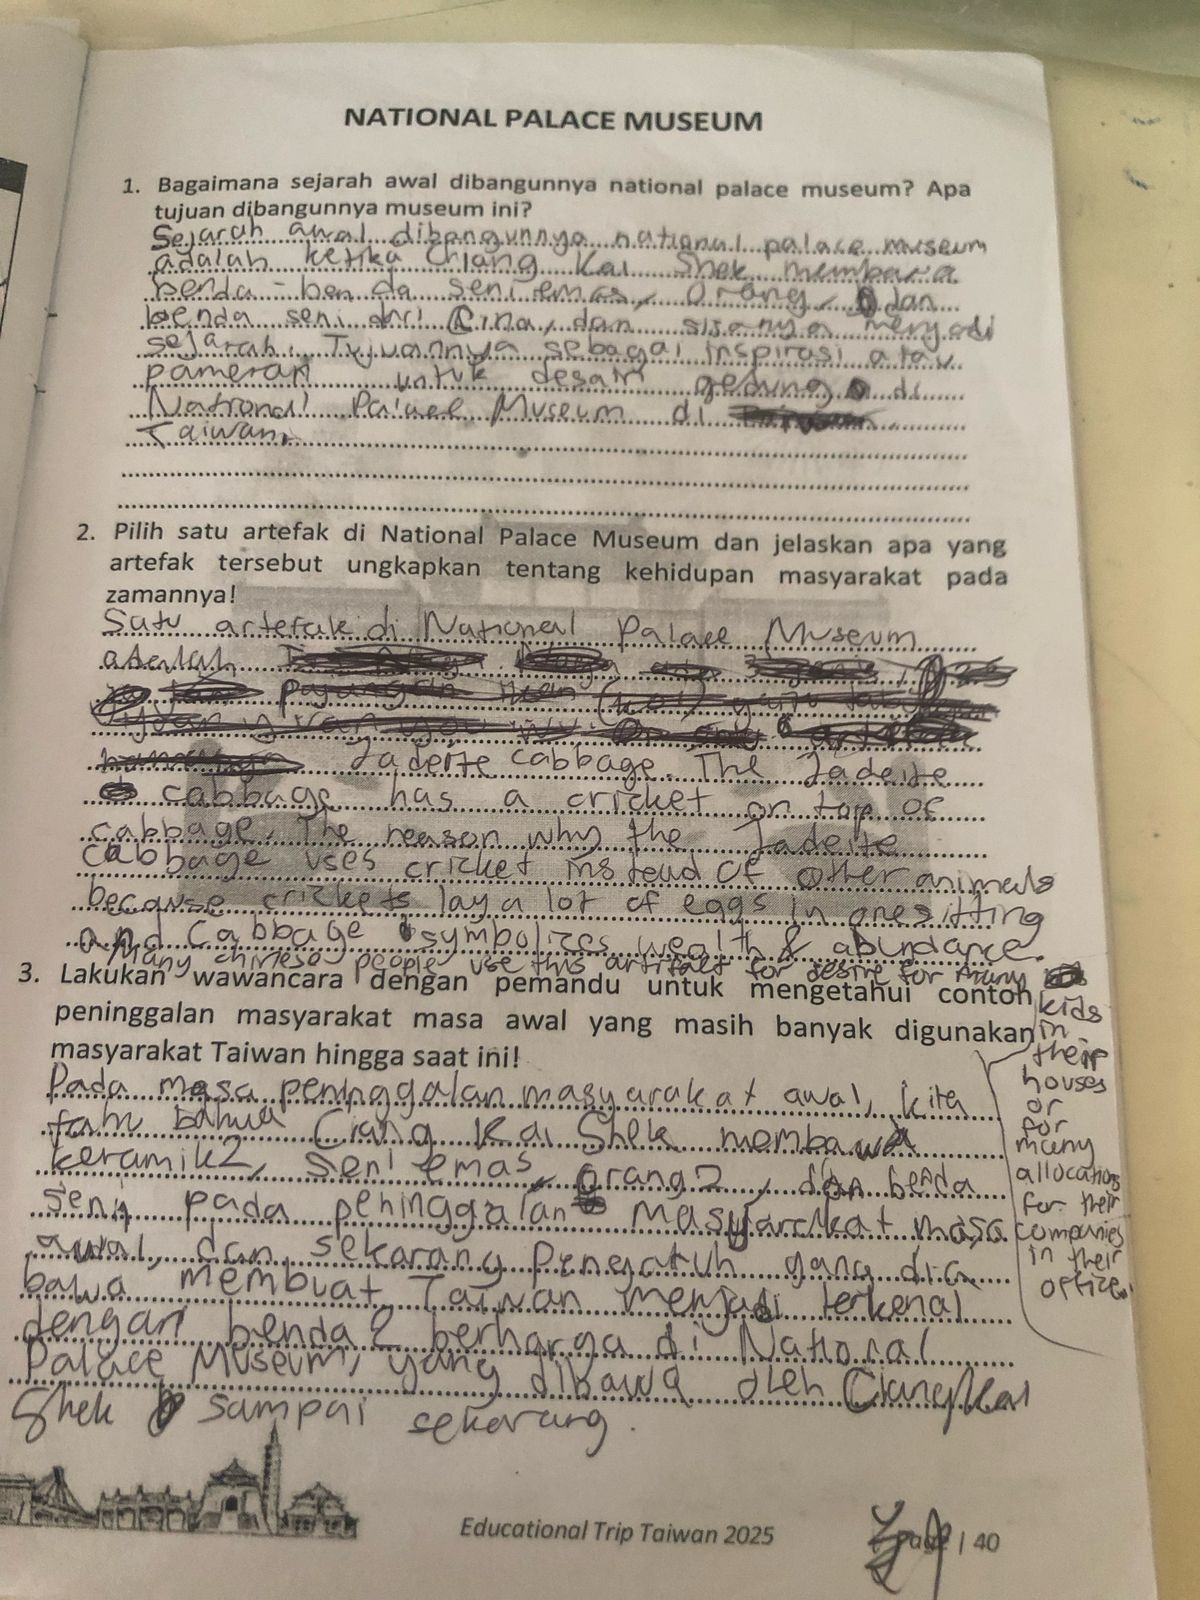 NATIONAL PALACE MUSEUM
1. Bagaimana sejarah awal dibangunnya national palace museum? Apa
tujuan dibangunnya museum ini?
Sejarah awal dibangunnya national palace museum
adalah ketika Chiang Kai Shek membawa
benda-benda seni emas, orang, dan
benda seni dari Cina, dan sisanya menjadi
sejarah. Tujuannya sebagai inspirasi atau
pameran untuk desain gedung di
National Palace Museum di
Taiwan.
2. Pilih satu artefak di National Palace Museum dan jelaskan apa yang
artefak tersebut ungkapkan tentang kehidupan masyarakat pada
zamannya!
Satu artefak di National Palace Museum
adalah
Jadeite cabbage. The Jadeite
cabbage has a cricket on top of
cabbage. The reason why the Jadeite
cabbage uses cricket instead of other animals
because crickets lay a lot of eggs in one sitting
and Cabbage symbolizes wealth & abundance.
Many chinese people use this artifact for desire for many
kids
in
their
houses
or
for
many
allocations
for their
companies
in their
office.
3. Lakukan wawancara dengan pemandu untuk mengetahui contoh
peninggalan masyarakat masa awal yang masih banyak digunakan
masyarakat Taiwan hingga saat ini!
Pada masa peninggalan masyarakat awal, kita
tahu bahwa Ciang Kai Shek membawa
keramik2, seni emas, orang2, dan benda
seni pada peninggalan masyarakat masa
awal, dan sekarang Pengaruh yang dia
bawa membuat Taiwan menjadi terkenal
dengan benda2 berharga di National
Palace Museum, yang dibawa oleh Ciang Kai
Shek sampai sekarang.
Educational Trip Taiwan 2025
Page | 40